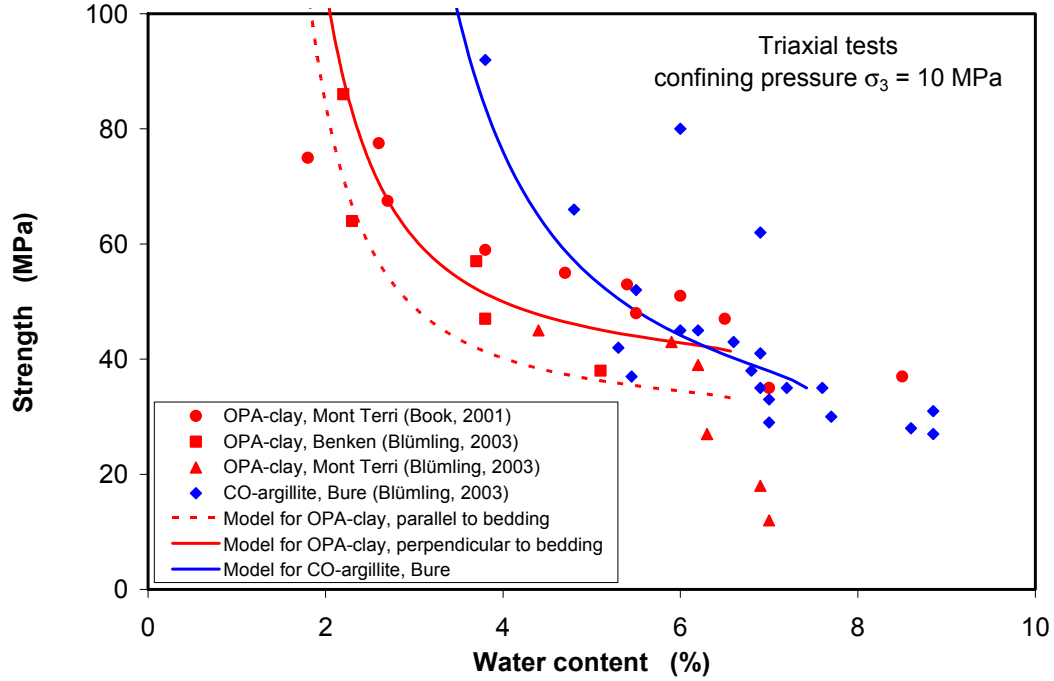 100
80
60
40
20
0
Strength (MPa)
Triaxial tests
confining pressure σ3 = 10 MPa
OPA-clay, Mont Terri (Book, 2001)
OPA-clay, Benken (Blümling, 2003)
OPA-clay, Mont Terri (Blümling, 2003)
CO-argillite, Bure (Blümling, 2003)
Model for OPA-clay, parallel to bedding
Model for OPA-clay, perpendicular to bedding
Model for CO-argillite, Bure
0 2 4 6 8 10
Water content (%)